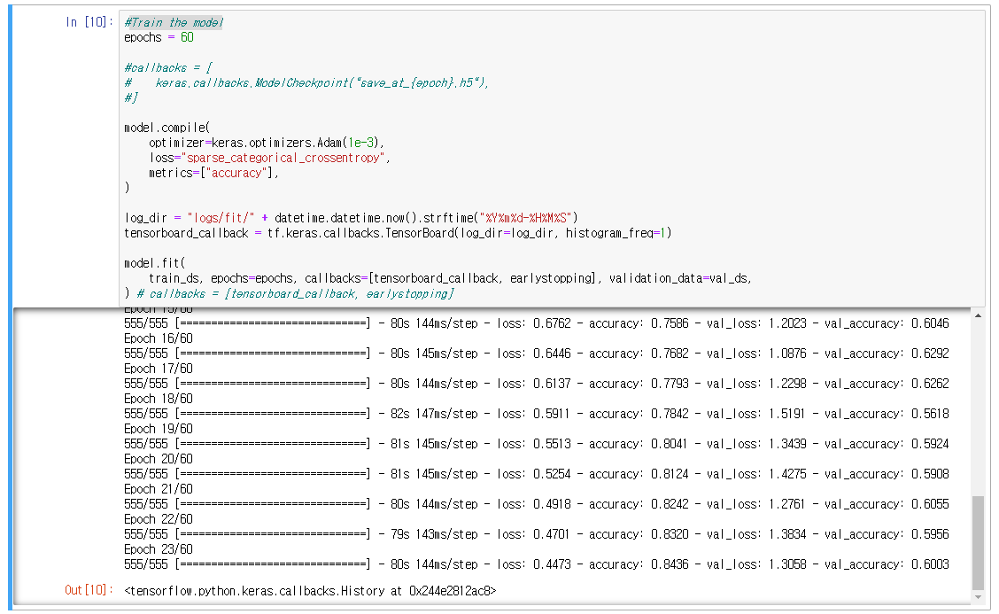 In [10]:
#Train the model
epochs = 60
#callbacks = [
#    keras.callbacks.ModelCheckpoint("save_at_{epoch}.h5"),
#]
model.compile(
    optimizer=keras.optimizers.Adam(1e-3),
    loss="sparse_categorical_crossentropy",
    metrics=["accuracy"],
)
log_dir = "logs/fit/" + datetime.datetime.now().strftime("%Y%m%d-%H%M%S")
tensorboard_callback = tf.keras.callbacks.TensorBoard(log_dir=log_dir, histogram_freq=1)
model.fit(
    train_ds, epochs=epochs, callbacks=[tensorboard_callback, earlystopping], validation_data=val_ds,
) # callbacks = [tensorboard_callback, earlystopping]
Epoch 15/60
555/555 [==============================] - 80s 144ms/step - loss: 0.6762 - accuracy: 0.7586 - val_loss: 1.2023 - val_accuracy: 0.6046
Epoch 16/60
555/555 [==============================] - 80s 145ms/step - loss: 0.6446 - accuracy: 0.7682 - val_loss: 1.0876 - val_accuracy: 0.6292
Epoch 17/60
555/555 [==============================] - 80s 144ms/step - loss: 0.6137 - accuracy: 0.7793 - val_loss: 1.2298 - val_accuracy: 0.6262
Epoch 18/60
555/555 [==============================] - 82s 147ms/step - loss: 0.5911 - accuracy: 0.7842 - val_loss: 1.5191 - val_accuracy: 0.5618
Epoch 19/60
555/555 [==============================] - 81s 145ms/step - loss: 0.5513 - accuracy: 0.8041 - val_loss: 1.3439 - val_accuracy: 0.5924
Epoch 20/60
555/555 [==============================] - 81s 145ms/step - loss: 0.5254 - accuracy: 0.8124 - val_loss: 1.4275 - val_accuracy: 0.5908
Epoch 21/60
555/555 [==============================] - 80s 144ms/step - loss: 0.4918 - accuracy: 0.8242 - val_loss: 1.2761 - val_accuracy: 0.6055
Epoch 22/60
555/555 [==============================] - 79s 143ms/step - loss: 0.4701 - accuracy: 0.8320 - val_loss: 1.3834 - val_accuracy: 0.5956
Epoch 23/60
555/555 [==============================] - 80s 144ms/step - loss: 0.4473 - accuracy: 0.8436 - val_loss: 1.3058 - val_accuracy: 0.6003
Out[10]: <tensorflow.python.keras.callbacks.History at 0x244e2812ac8>